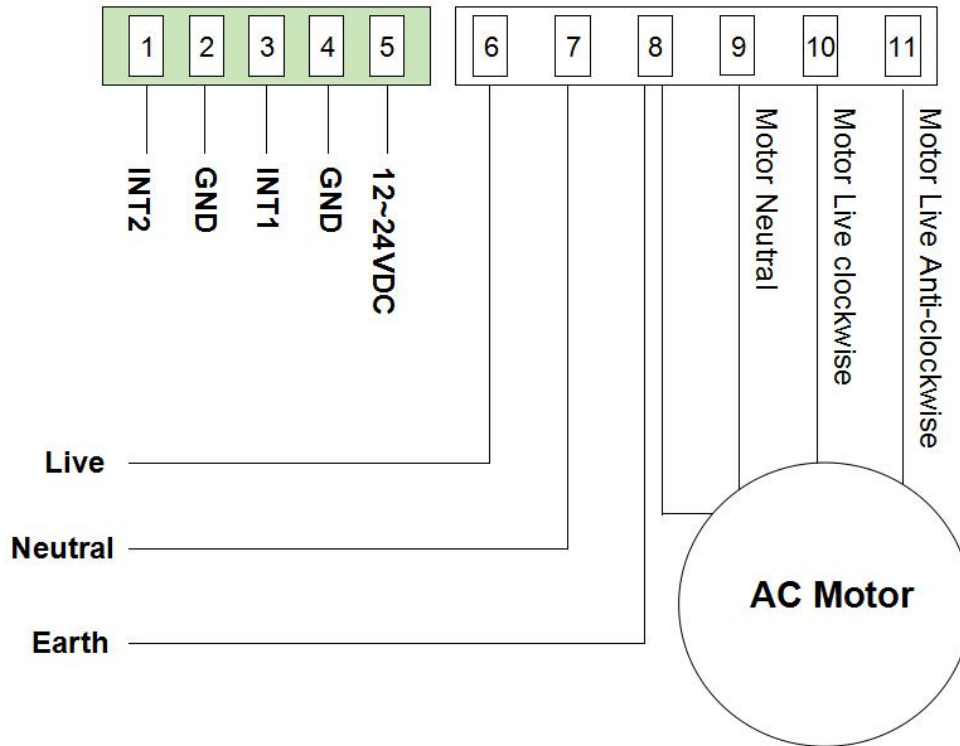 1
2
3
4
5
6
7
8
9
10
11
INT2
GND
INT1
GND
12~24VDC
Motor Neutral
Motor Live clockwise
Motor Live Anti-clockwise
Live
Neutral
Earth
AC Motor